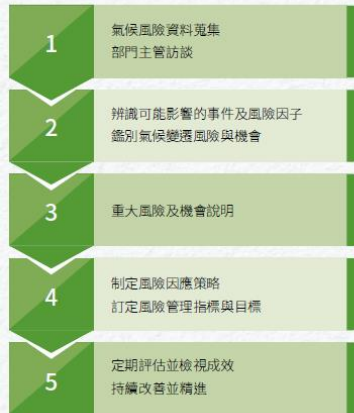 1
氣候風險資料蒐集
部門主管訪談
2
辨識可能影響的事件及風險因子
鑑別氣候變遷風險與機會
3
重大風險及機會說明
4
制定風險因應策略
訂定風險管理指標與目標
5
定期評估並檢視成效
持續改善並精進